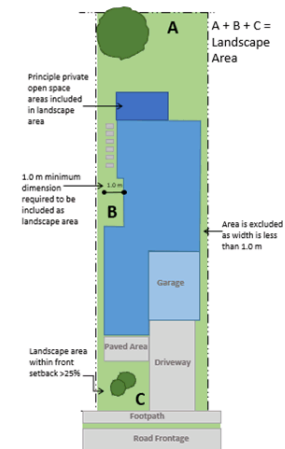 A
A + B + C =
Landscape
Area
Principle private
open space
areas included
in landscape
area
1.0 m minimum
dimension
required to be
included as
landscape area
1.0 m
B
Area is excluded
as width is less
than 1.0 m
Garage
Paved Area
Driveway
Landscape area
within front
setback >25%
C
Footpath
Road Frontage